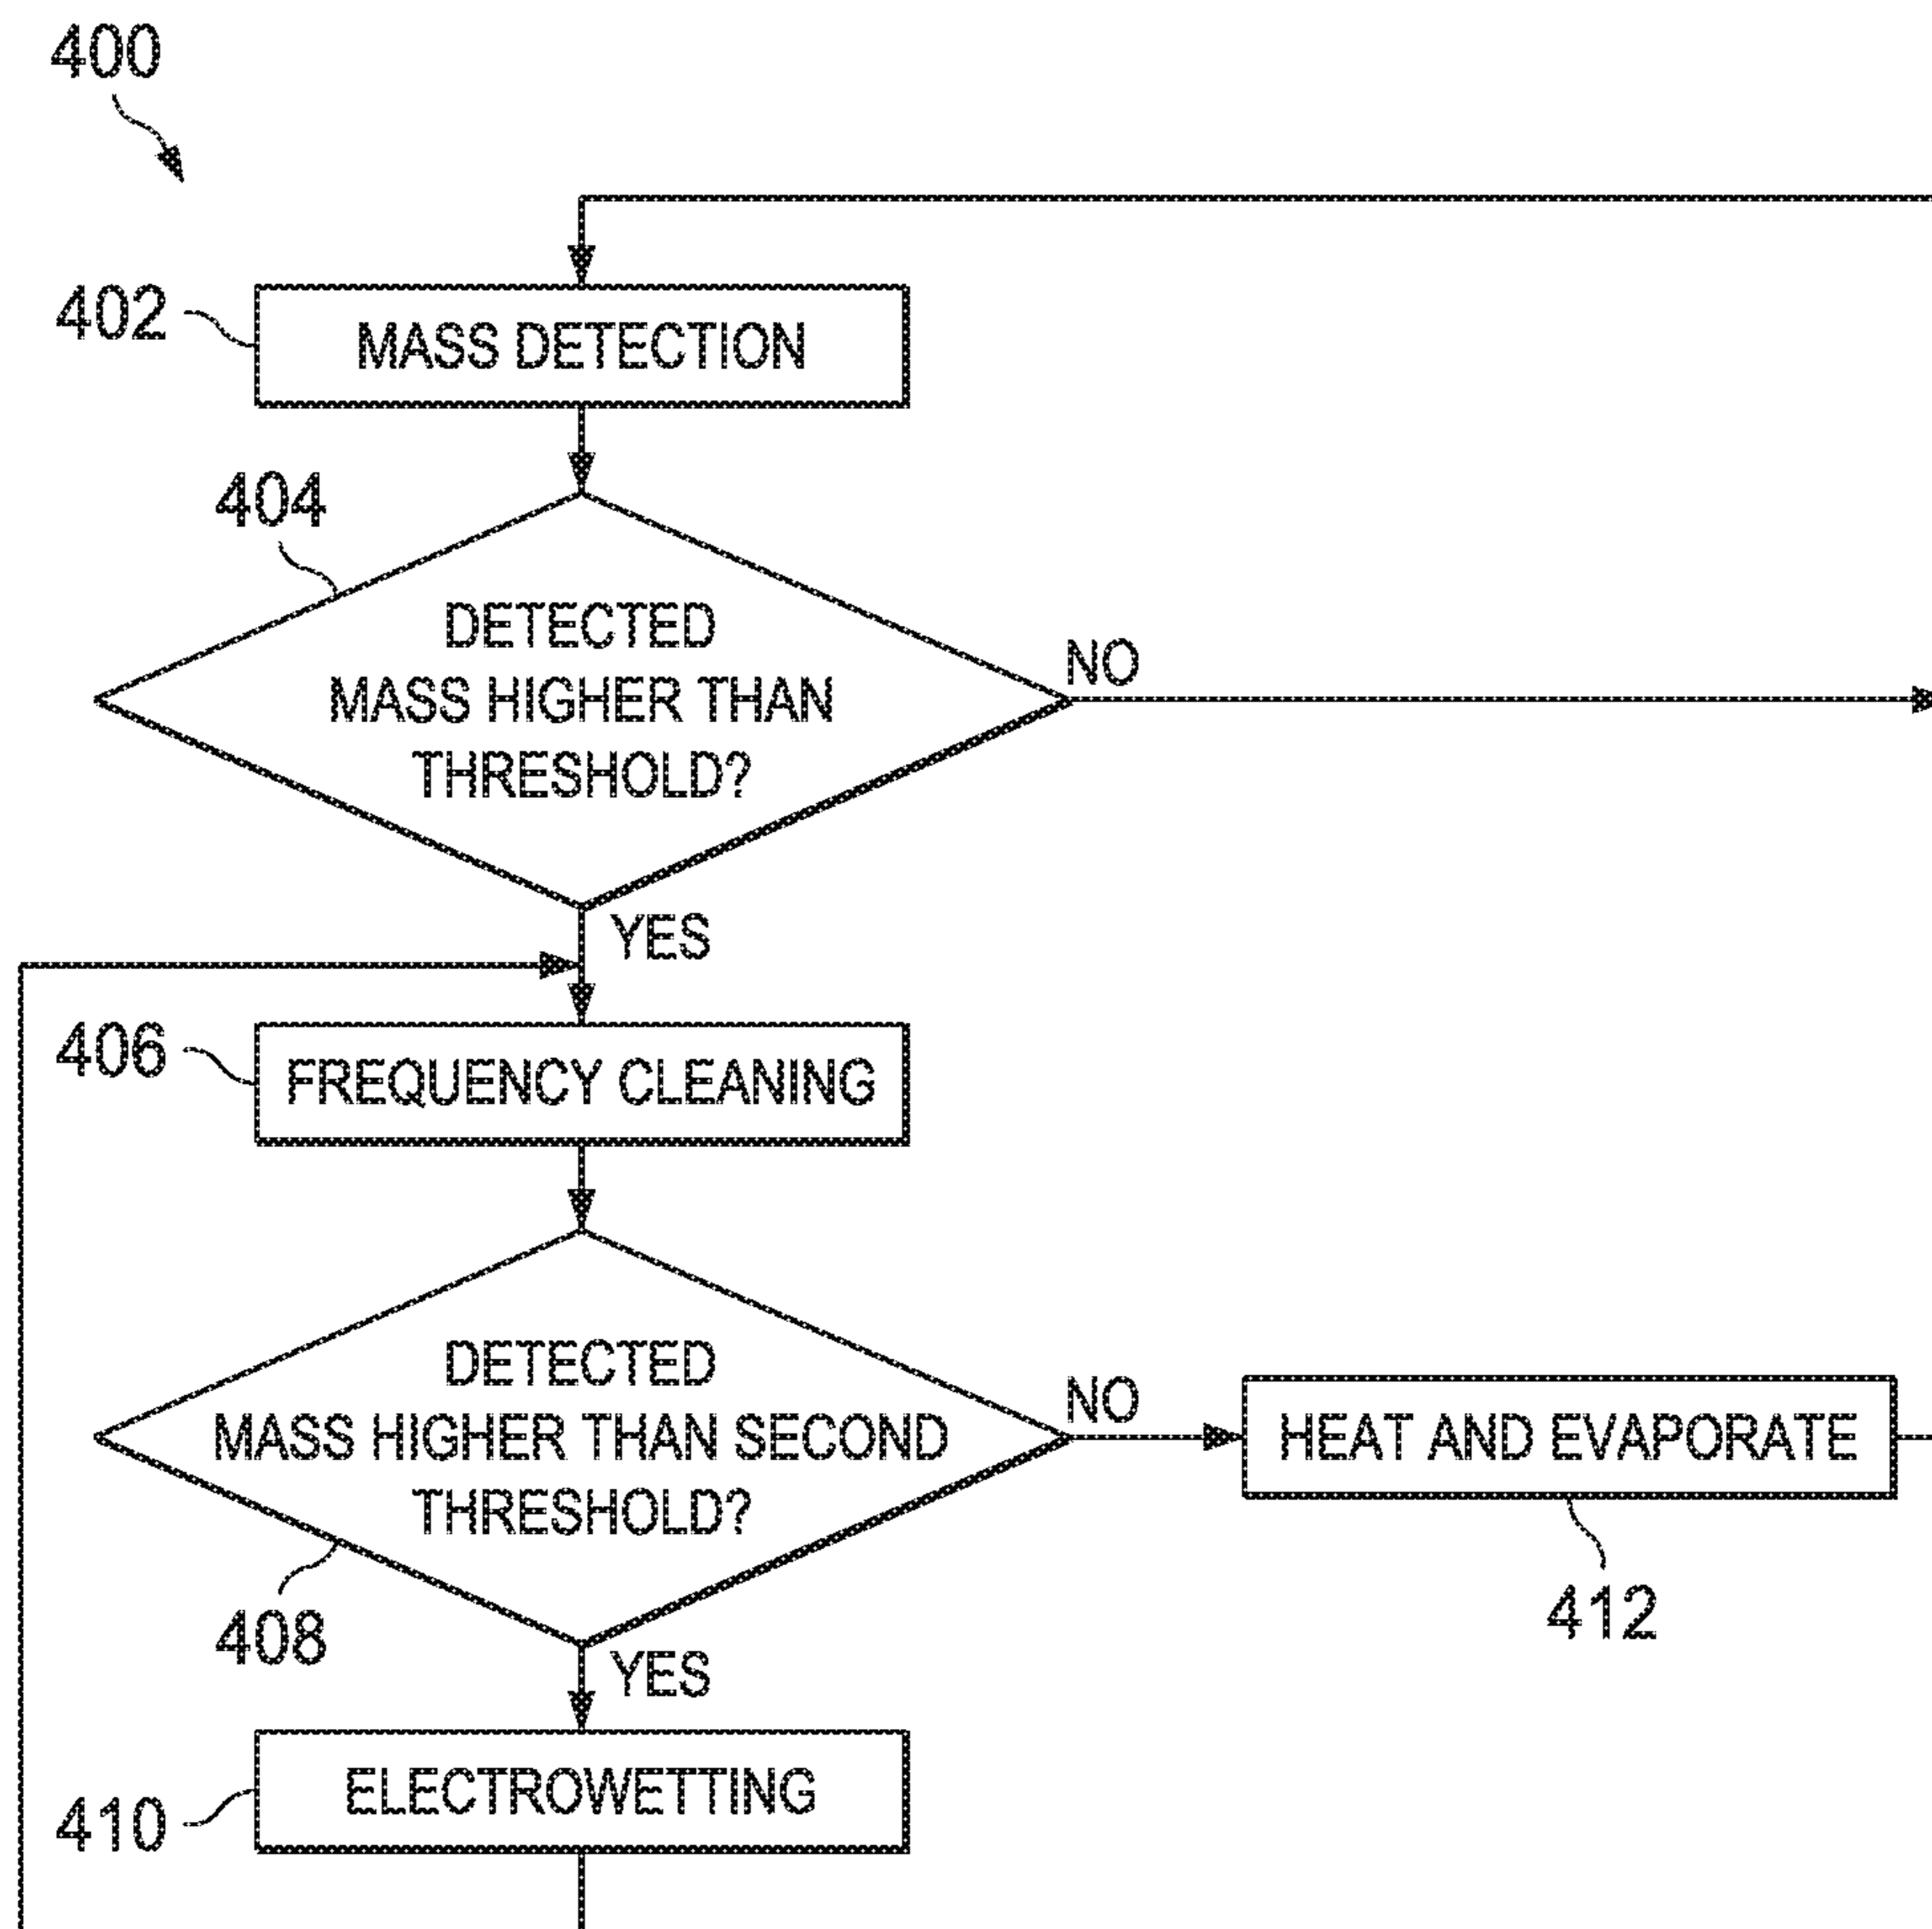 400
402
MASS DETECTION
404
DETECTED
MASS HIGHER THAN
THRESHOLD?
NO
YES
406
FREQUENCY CLEANING
DETECTED
MASS HIGHER THAN SECOND
THRESHOLD?
NO
HEAT AND EVAPORATE
408
412
YES
ELECTROWETTING
410